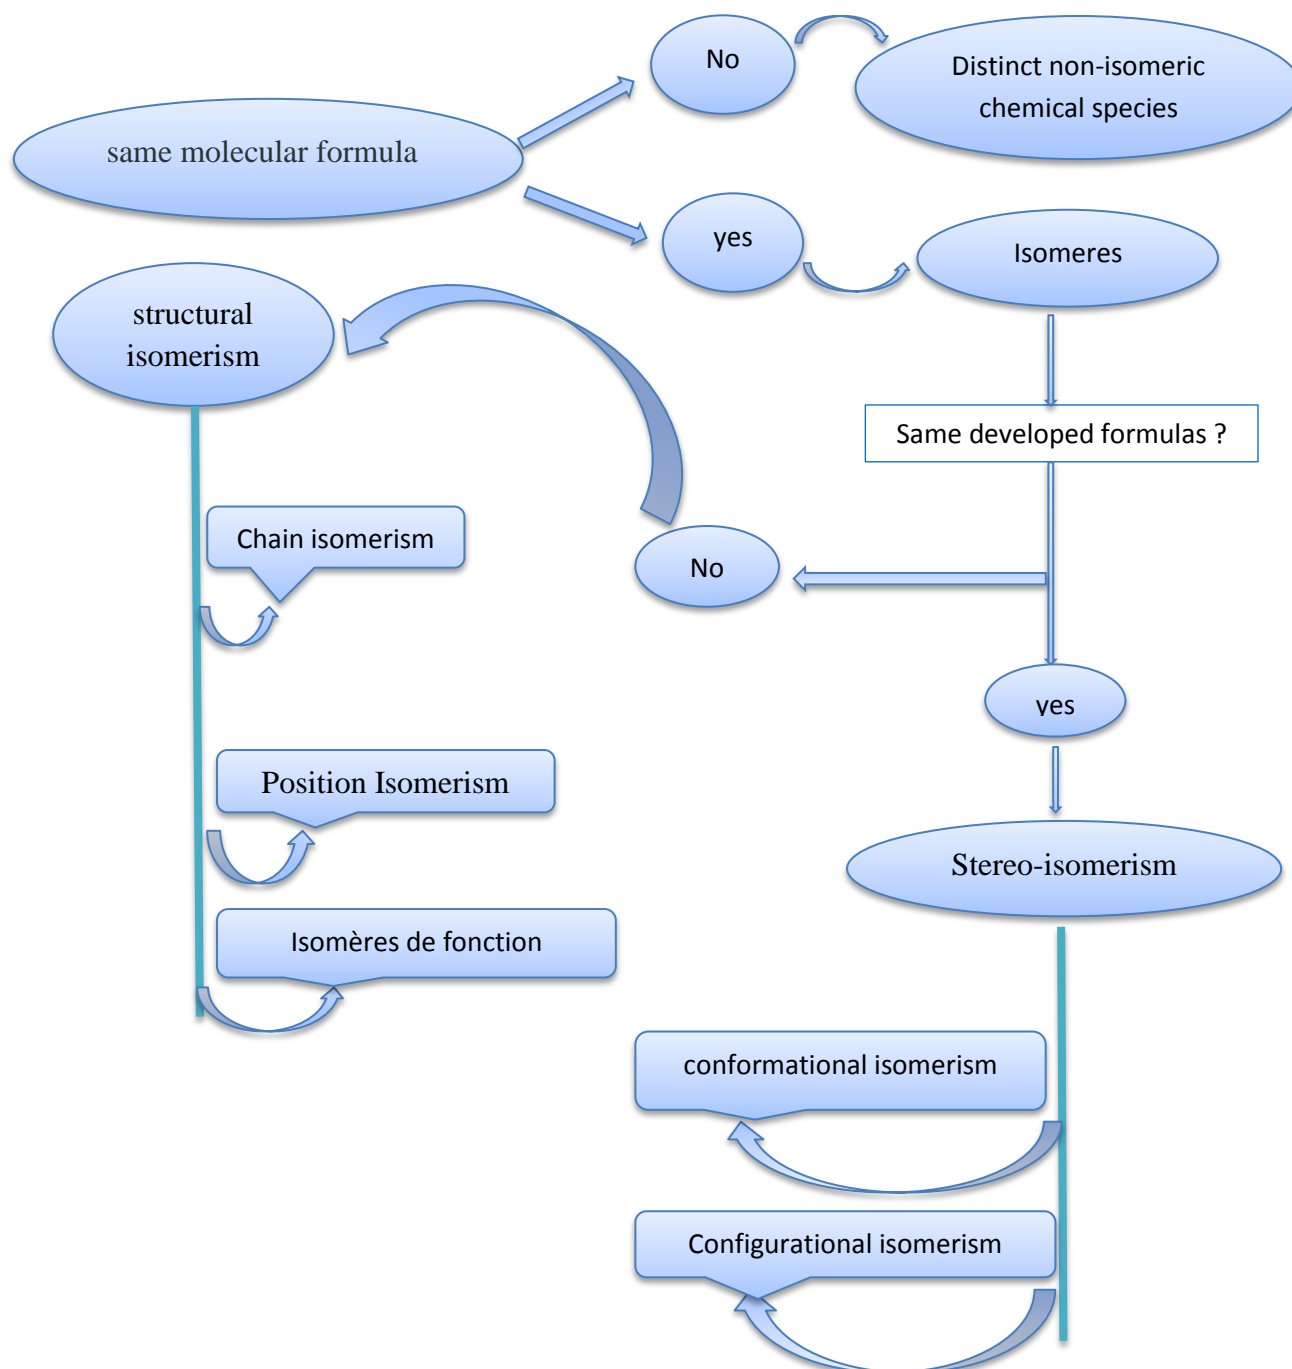 No
Distinct non-isomeric
chemical species
same molecular formula
yes
Isomeres
structural
isomerism
Same developed formulas ?
Chain isomerism
No
yes
Position Isomerism
Stereo-isomerism
Isomères de fonction
conformational isomerism
Configurational isomerism